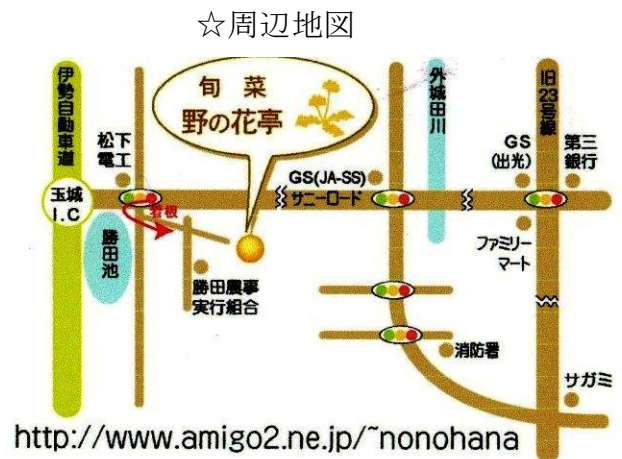 ☆周辺地図
伊勢自動車道
旬菜
野の花亭
外城田川
旧23号線
松下
電工
GS
(出光)
第三
銀行
GS(JA-SS)
サニーロード
玉城
I.C
看板
勝田池
勝田農事
実行組合
ファミリー
マート
消防署
サガミ
http://www.amigo2.ne.jp/~nonohana